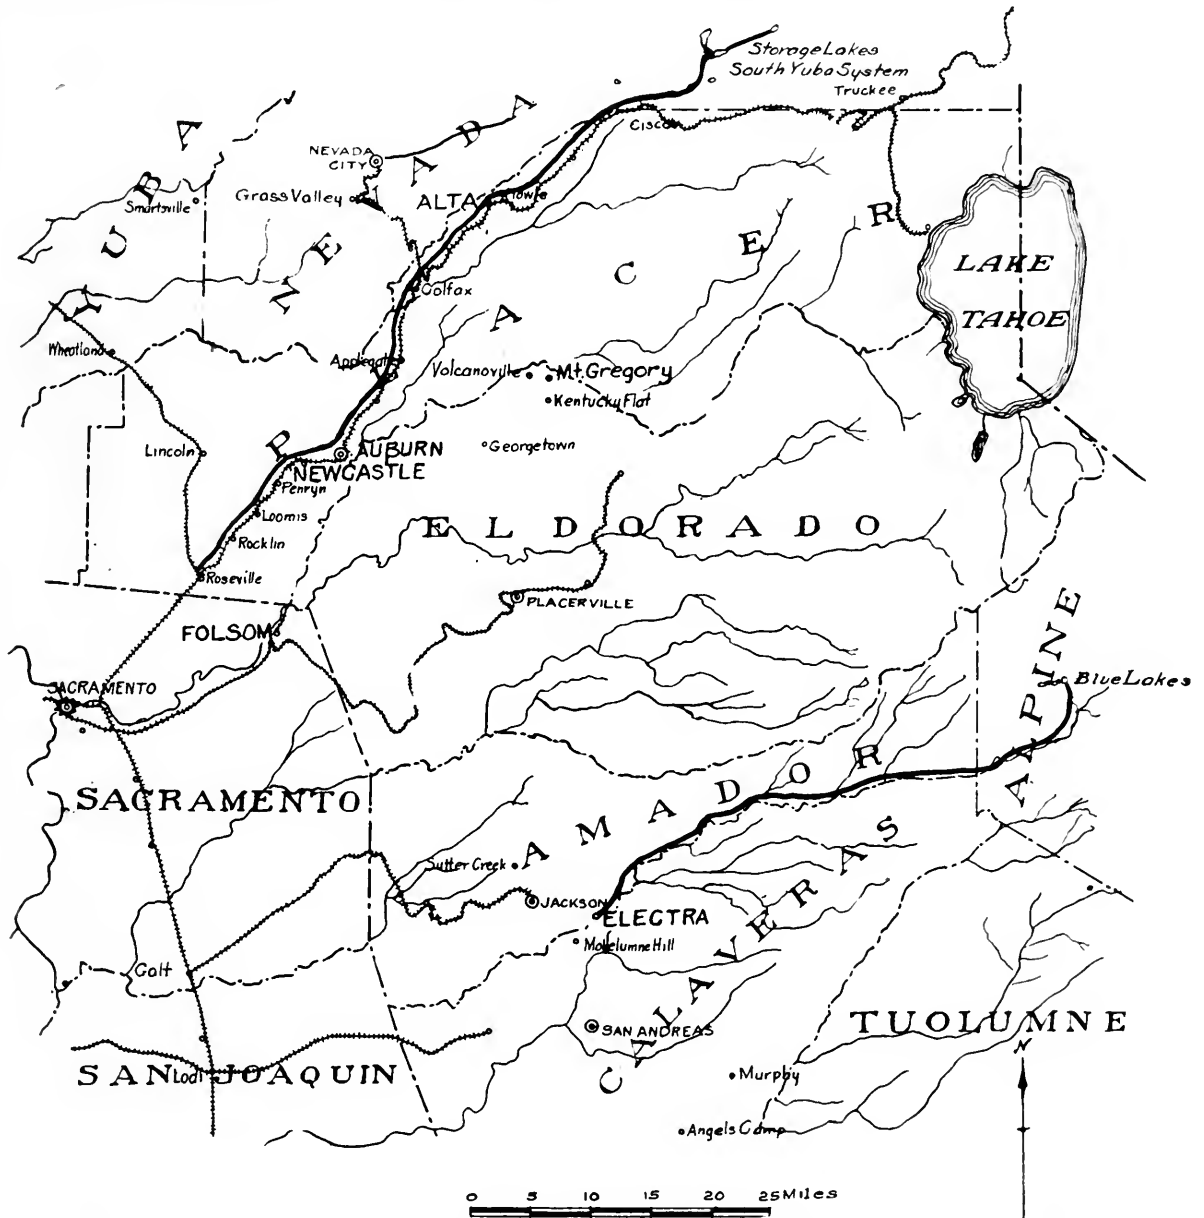 Storage Lakes
South Yuba System
Truckee
Cisco
NEVADA
CITY
Grass Valley
Smartsville
YUBA
NEVADA
ALTA
Towle
PLACER
LAKE
TAHOE
Colfax
Wheatland
Applegate
Volcanoville
Mt. Gregory
Kentucky Flat
Lincoln
AUBURN
NEWCASTLE
Georgetown
Penryn
Loomis
Rocklin
Roseville
EL DORADO
PLACERVILLE
FOLSOM
SACRAMENTO
ALPINE
Blue Lakes
SACRAMENTO
AMADOR
Sutter Creek
JACKSON
ELECTRA
Mokelumne Hill
CALAVERAS
Galt
SAN ANDREAS
TUOLUMNE
N
SAN JOAQUIN
Lodi
Murphy
Angels Camp
0 5 10 15 20 25 Miles